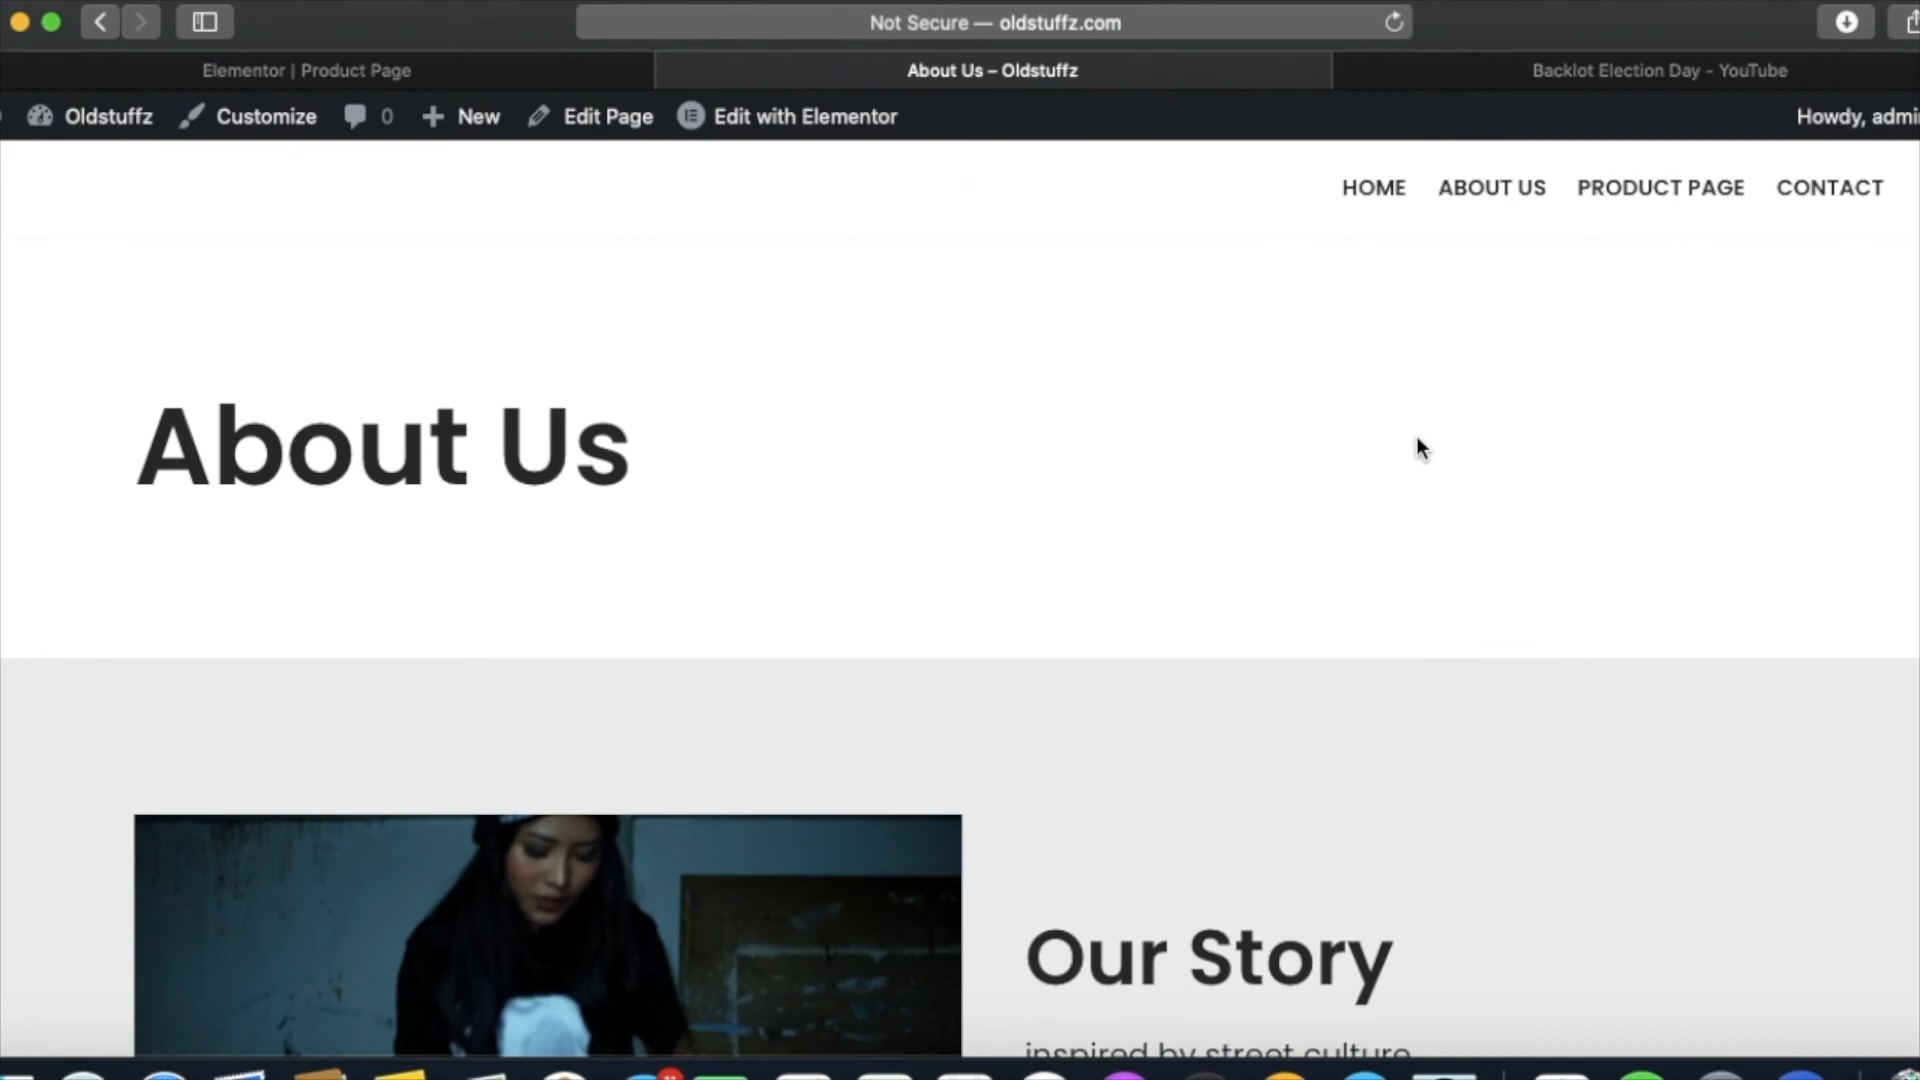 Not Secure — oldstuffz.com
Elementor | Product Page
About Us – Oldstuffz
Backlot Election Day - YouTube
Oldstuffz
Customize
0
New
Edit Page
Edit with Elementor
Howdy, admi
HOME
ABOUT US
PRODUCT PAGE
CONTACT
About Us
Our Story
inspired by street culture